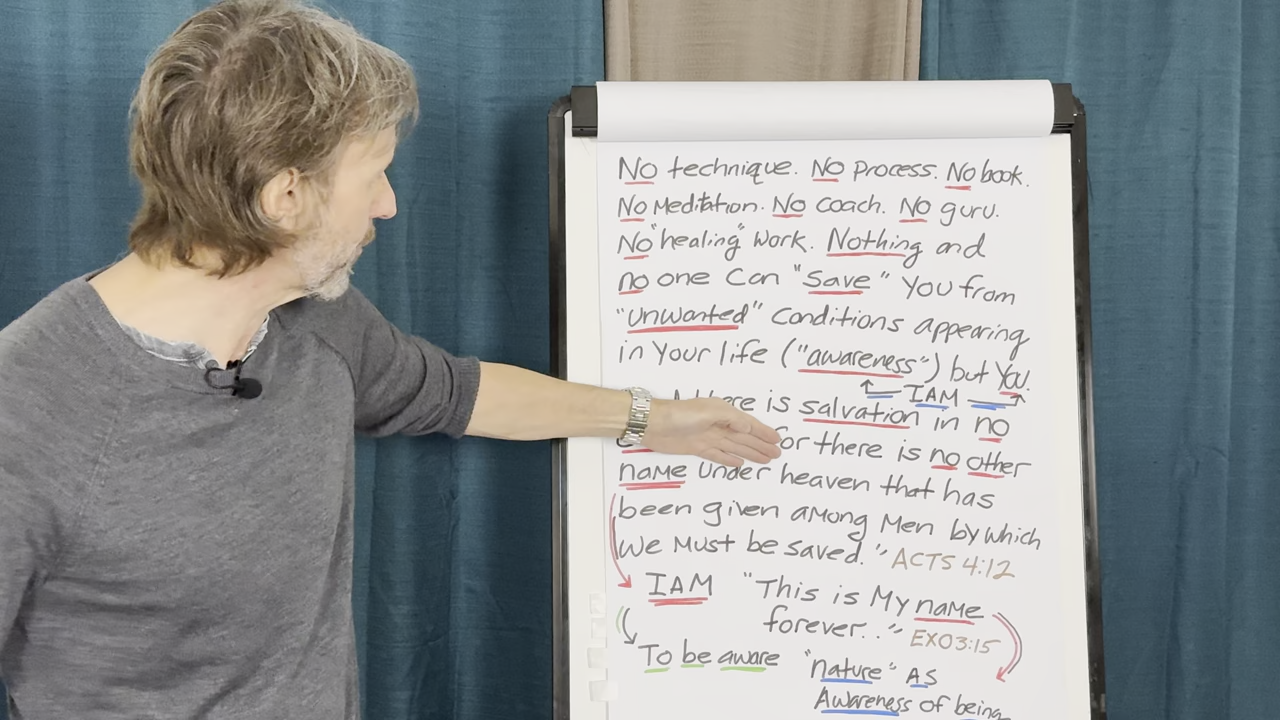 No technique. No Process. No book.
No Meditation. No coach. No guru.
No "healing" Work. Nothing and
no one Can "Save" You from
"Unwanted" Conditions appearing
in Your life ("awareness") but You.
IAM
there is salvation in no
for there is no other
name Under heaven that has
been given among Men by which
We Must be saved." ACTS 4:12
IAM "This is My name
forever.." EXO3:15
To be aware "nature" AS
Awareness of being